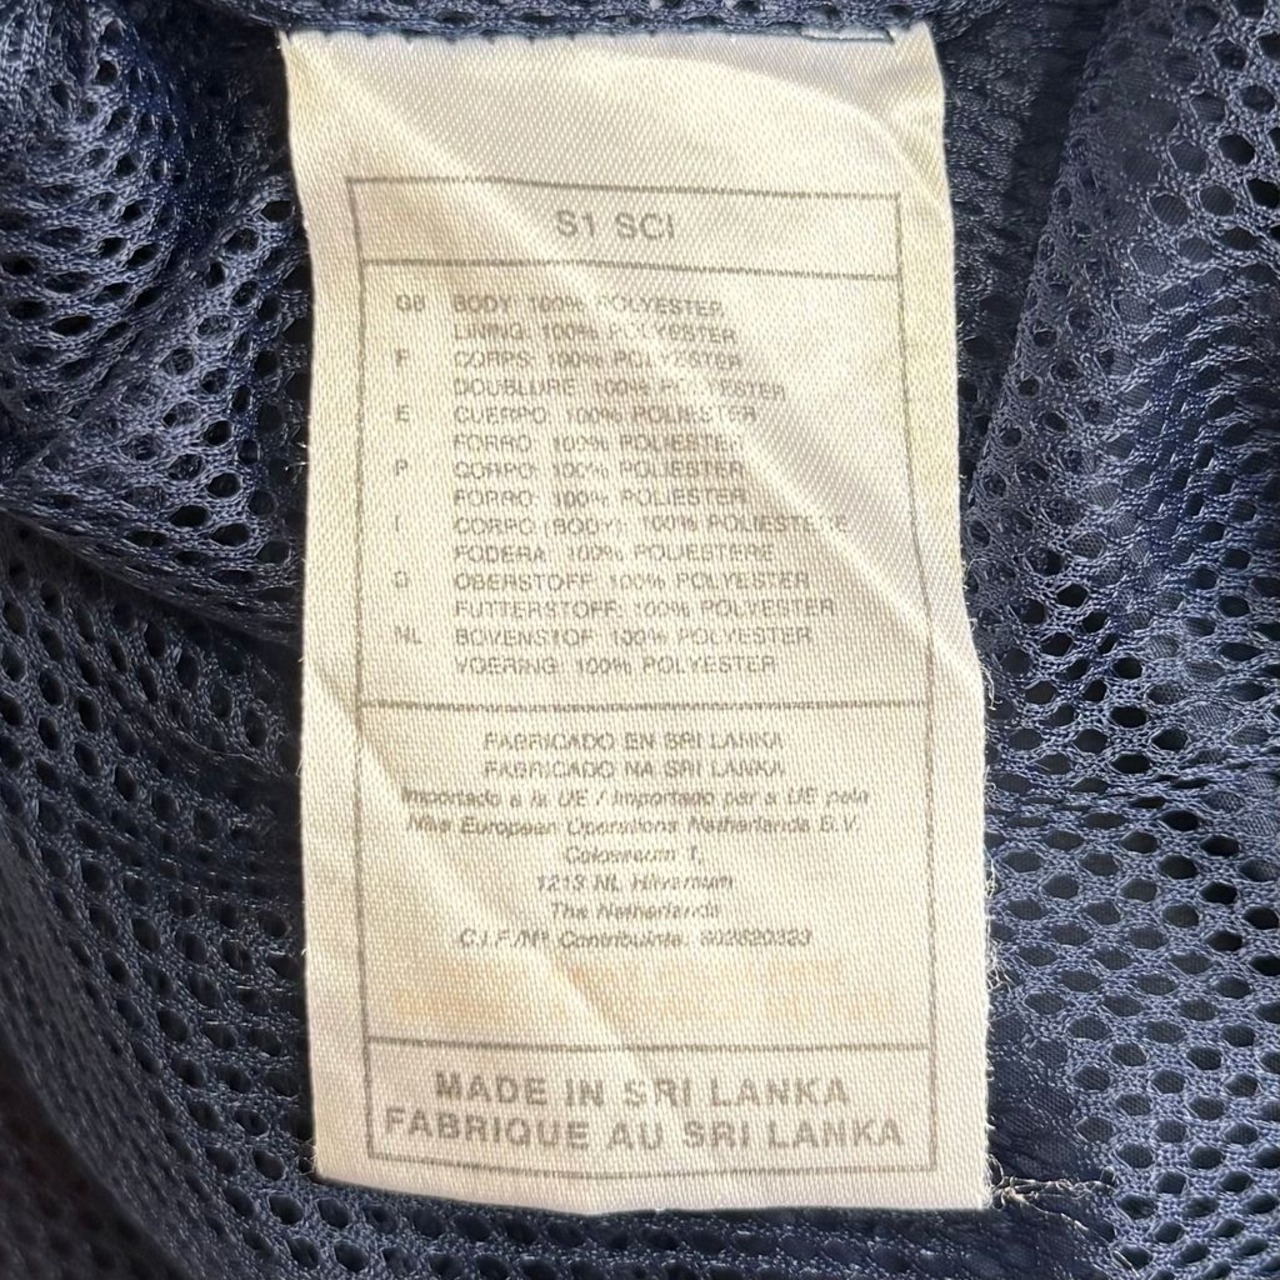 S1 SCI
GB BODY: 100% POLYESTER
LINING: 100% POLYESTER
F CORPS: 100% POLYESTER
DOUBLURE: 100% POLYESTER
E CUERPO: 100% POLIESTER
FORRO: 100% POLIESTER
P CORPO: 100% POLIESTER
FORRO: 100% POLIESTER
I CORPO (BODY): 100% POLIESTERE
FODERA: 100% POLIESTERE
D OBERSTOFF: 100% POLYESTER
FUTTERSTOFF: 100% POLYESTER
NL BOVENSTOF: 100% POLYESTER
VOERING: 100% POLYESTER
FABRICADO EN SRI LANKA
FABRICADO NA SRI LANKA
Importado a la UE / Importado par a UE pela
Nike European Operations Netherlands B.V.
Colosseum 1,
1213 NL Hilversum
The Netherlands
C.I.F./Nº Contribuinte: 802620323
MADE IN SRI LANKA
FABRIQUE AU SRI LANKA